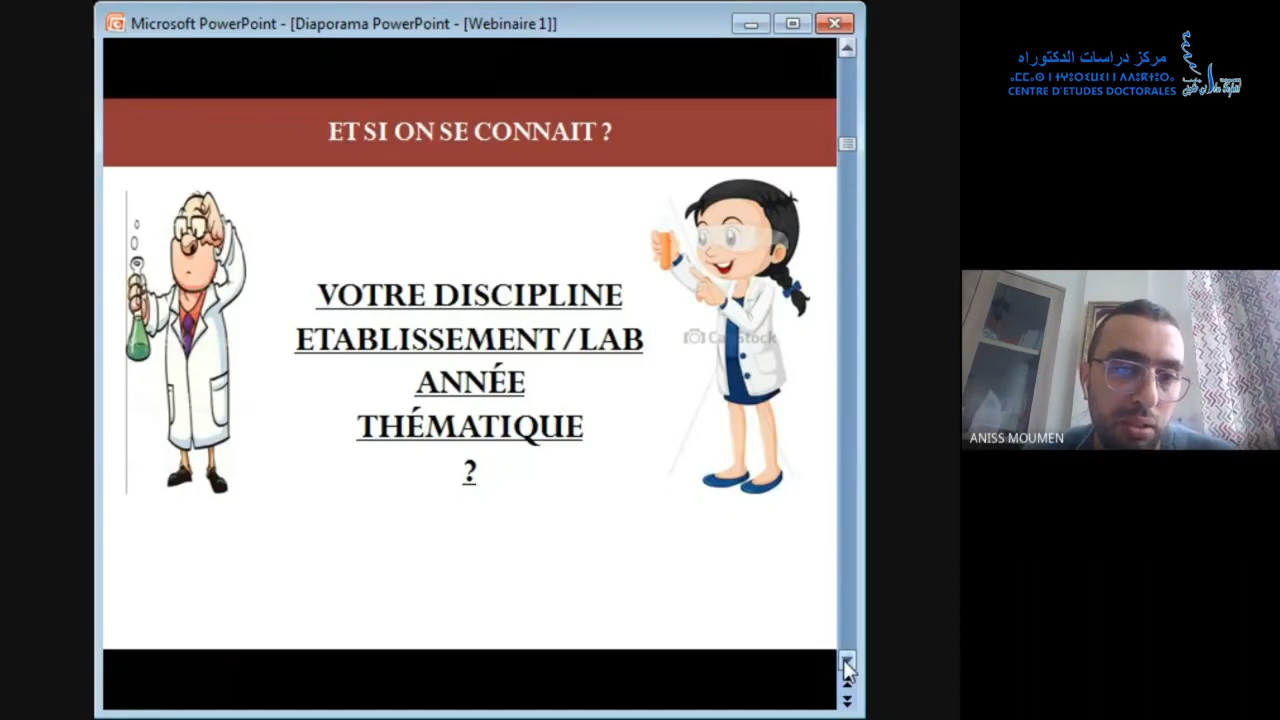 Microsoft PowerPoint - [Diaporama PowerPoint - [Webinaire 1]]
ET SI ON SE CONNAIT ?
VOTRE DISCIPLINE
ETABLISSEMENT/LAB
ANNÉE
THÉMATIQUE
?
مركز دراسات الدكتوراه
CENTRE D'ETUDES DOCTORALES
ANISS MOUMEN